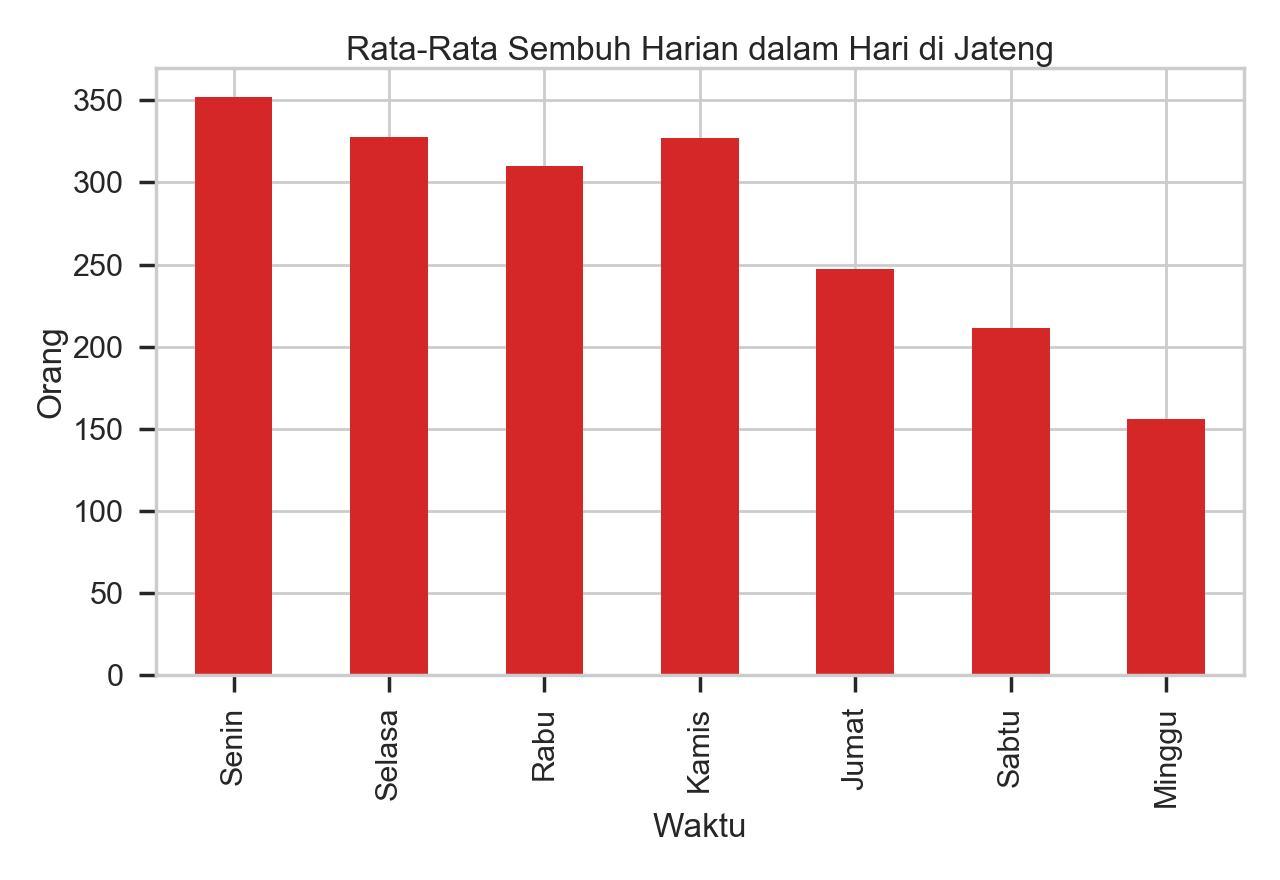 Rata-Rata Sembuh Harian dalam Hari di Jateng
Orang
350
300
250
200
150
100
50
0
Senin
Selasa
Rabu
Kamis
Jumat
Sabtu
Minggu
Waktu